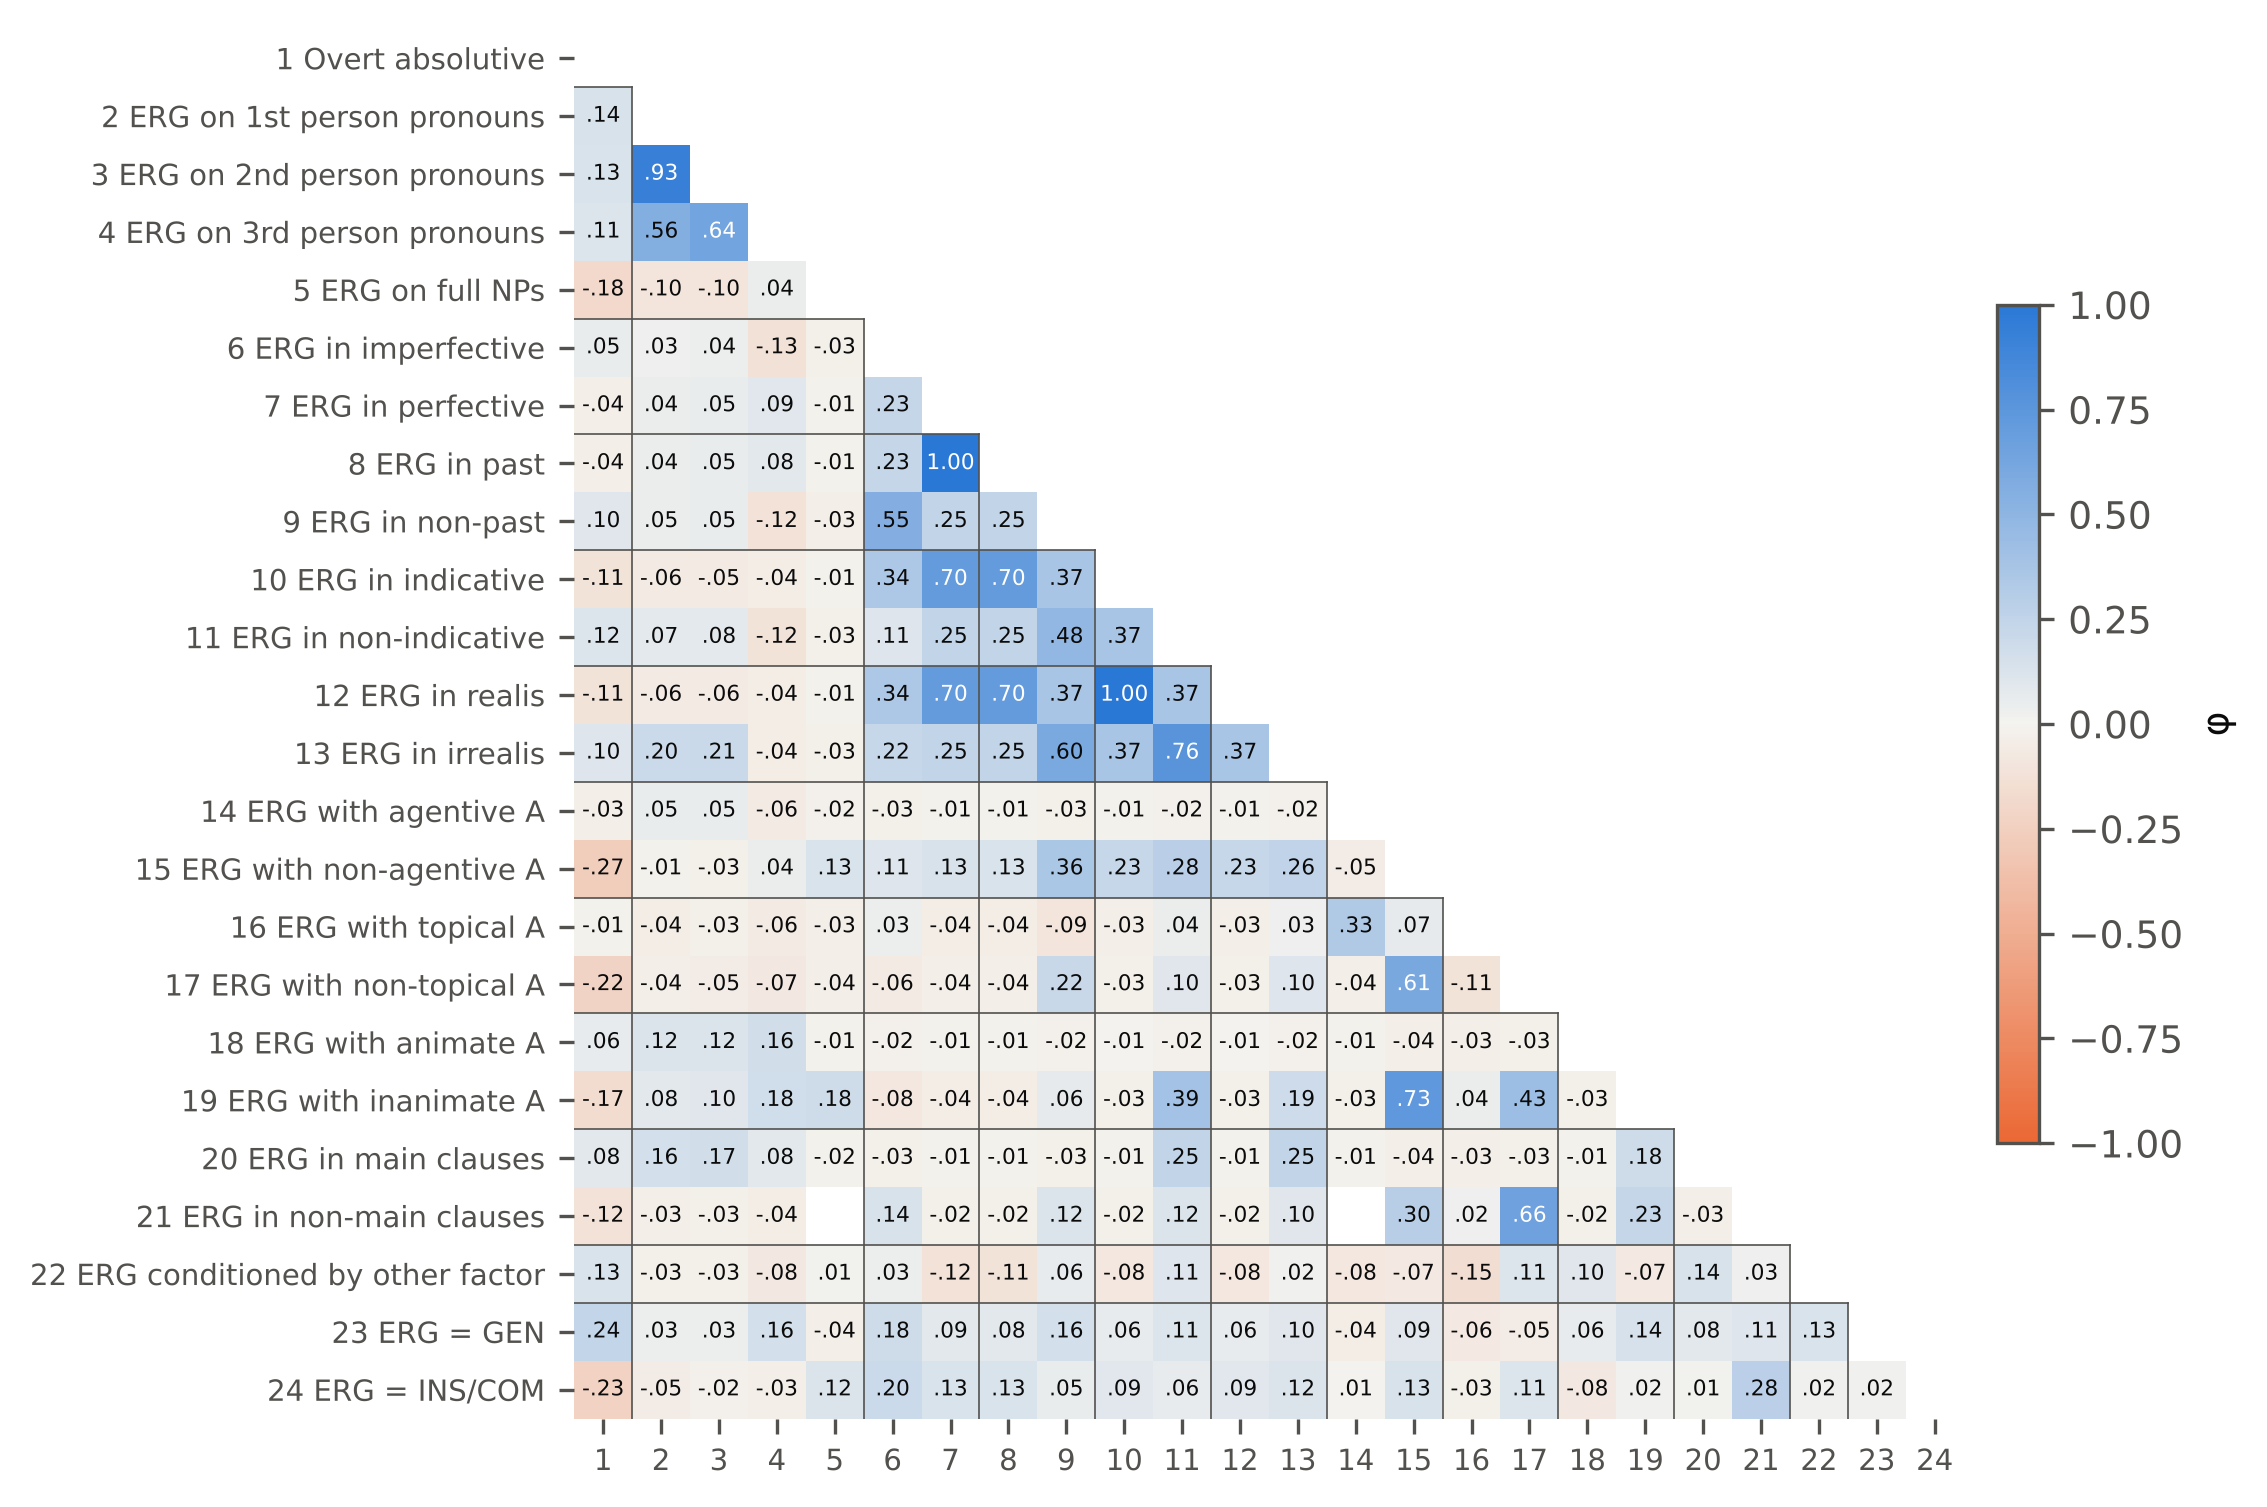 1 Overt absolutive
2 ERG on 1st person pronouns .14
3 ERG on 2nd person pronouns .13 .93
4 ERG on 3rd person pronouns .11 .56 .64
5 ERG on full NPs -.18 -.10 -.10 .04
6 ERG in imperfective .05 .03 .04 -.13 -.03
7 ERG in perfective -.04 .04 .05 .09 -.01 .23
8 ERG in past -.04 .04 .05 .08 -.01 .23 1.00
9 ERG in non-past .10 .05 .05 -.12 -.03 .55 .25 .25
10 ERG in indicative -.11 -.06 -.05 -.04 -.01 .34 .70 .70 .37
11 ERG in non-indicative .12 .07 .08 -.12 -.03 .11 .25 .25 .48 .37
12 ERG in realis -.11 -.06 -.06 -.04 -.01 .34 .70 .70 .37 1.00 .37
13 ERG in irrealis .10 .20 .21 -.04 -.03 .22 .25 .25 .60 .37 .76 .37
14 ERG with agentive A -.03 .05 .05 -.06 -.02 -.03 -.01 -.01 -.03 -.01 -.02 -.01 -.02
15 ERG with non-agentive A -.27 -.01 -.03 .04 .13 .11 .13 .13 .36 .23 .28 .23 .26 -.05
16 ERG with topical A -.01 -.04 -.03 -.06 -.03 .03 -.04 -.04 -.09 -.03 .04 -.03 .03 .33 .07
17 ERG with non-topical A -.22 -.04 -.05 -.07 -.04 -.06 -.04 -.04 .22 -.03 .10 -.03 .10 -.04 .61 -.11
18 ERG with animate A .06 .12 .12 .16 -.01 -.02 -.01 -.01 -.02 -.01 -.02 -.01 -.02 -.01 -.04 -.03 -.03
19 ERG with inanimate A -.17 .08 .10 .18 .18 -.08 -.04 -.04 .06 -.03 .39 -.03 .19 -.03 .73 .04 .43 -.03
20 ERG in main clauses .08 .16 .17 .08 -.02 -.03 -.01 -.01 -.03 -.01 .25 -.01 .25 -.01 -.04 -.03 -.03 -.01 .18
21 ERG in non-main clauses -.12 -.03 -.03 -.04 .14 -.02 -.02 .12 -.02 .12 -.02 .10 .30 .02 .66 -.02 .23 -.03
22 ERG conditioned by other factor .13 -.03 -.03 -.08 .01 .03 -.12 -.11 .06 -.08 .11 -.08 .02 -.08 -.07 -.15 .11 .10 -.07 .14 .03
23 ERG = GEN .24 .03 .03 .16 -.04 .18 .09 .08 .16 .06 .11 .06 .10 -.04 .09 -.06 -.05 .06 .14 .08 .11 .13
24 ERG = INS/COM -.23 -.05 -.02 -.03 .12 .20 .13 .13 .05 .09 .06 .09 .12 .01 .13 -.03 .11 -.08 .02 .01 .28 .02 .02
1 2 3 4 5 6 7 8 9 10 11 12 13 14 15 16 17 18 19 20 21 22 23 24
1.00
0.75
0.50
0.25
0.00
−0.25
−0.50
−0.75
−1.00
φ